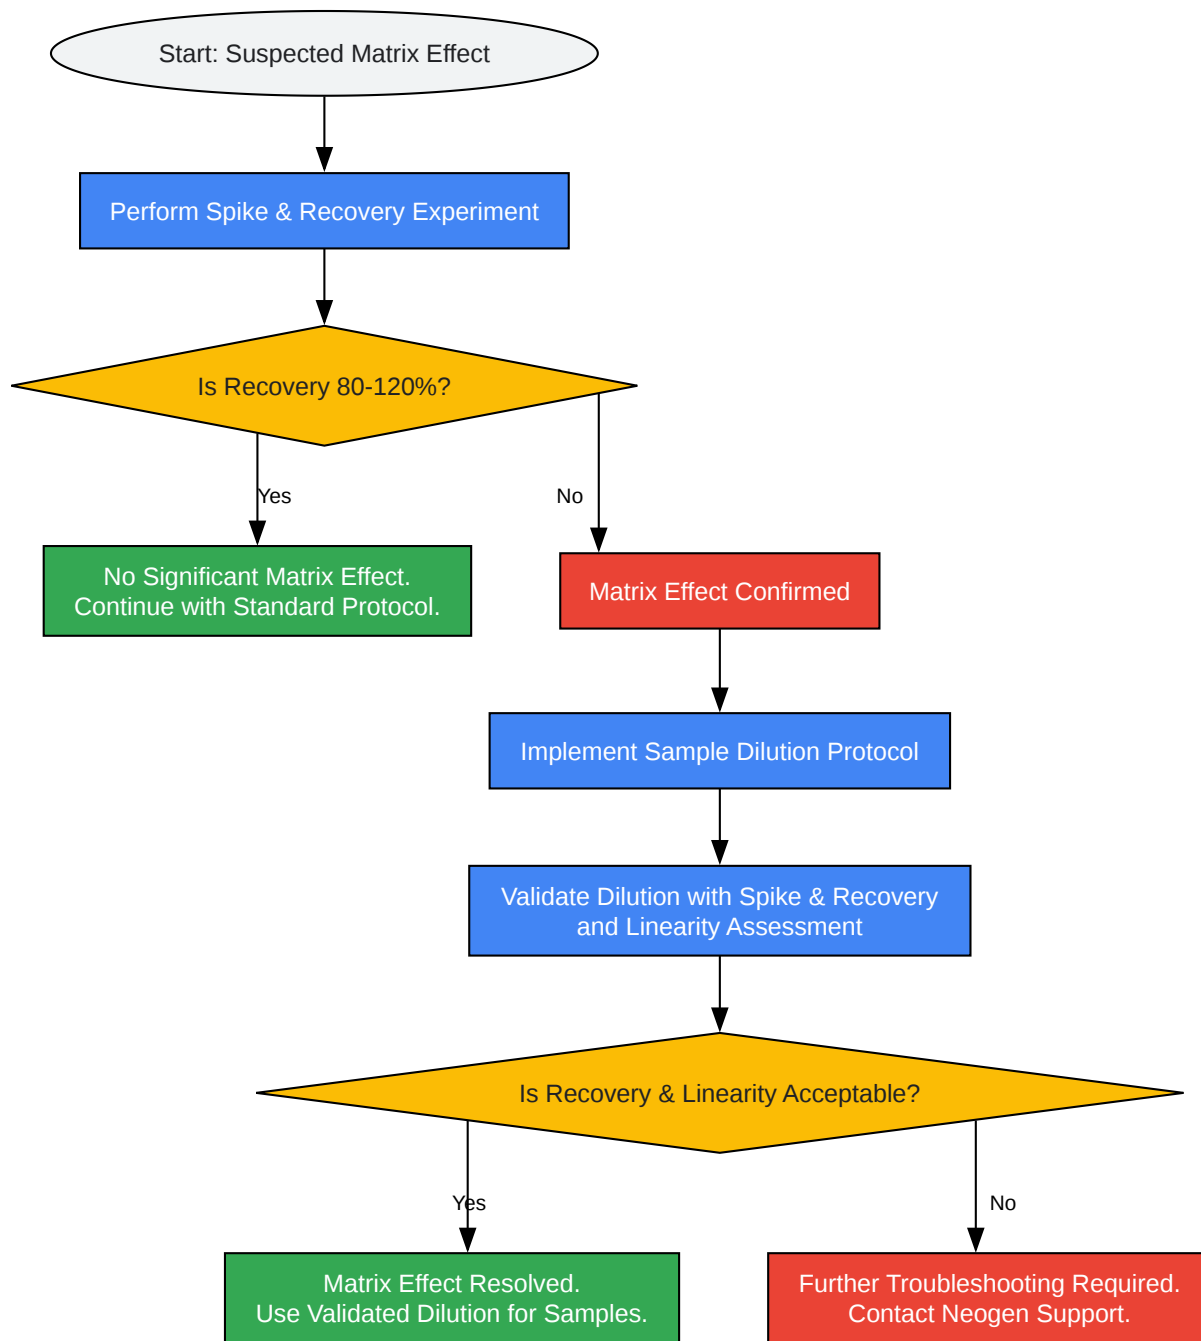 Start: Suspected Matrix Effect
Perform Spike & Recovery Experiment
Is Recovery 80-120%?
Yes
No
No Significant Matrix Effect.
Continue with Standard Protocol.
Matrix Effect Confirmed
Implement Sample Dilution Protocol
Validate Dilution with Spike & Recovery
and Linearity Assessment
Is Recovery & Linearity Acceptable?
Yes
No
Matrix Effect Resolved.
Use Validated Dilution for Samples.
Further Troubleshooting Required.
Contact Neogen Support.